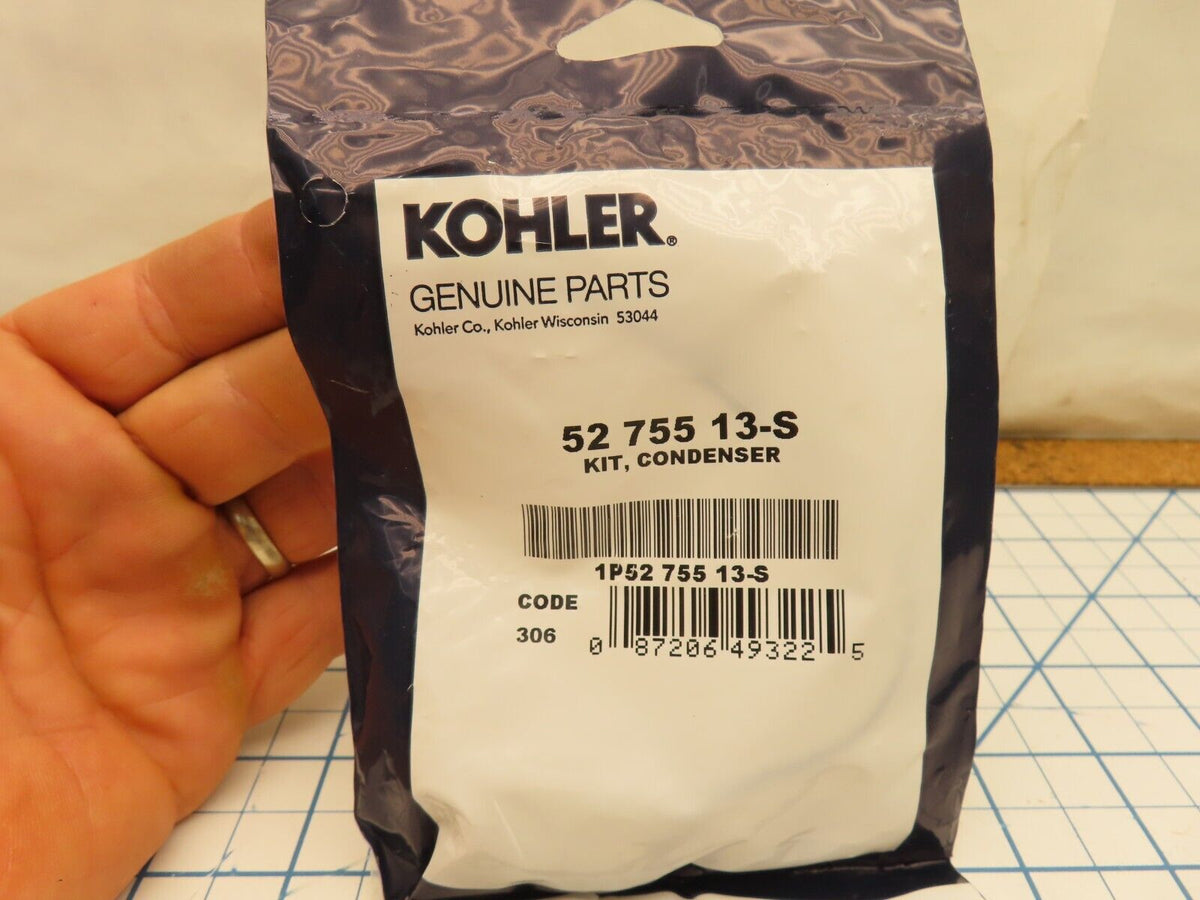 KOHLER®
GENUINE PARTS
Kohler Co., Kohler Wisconsin 53044
52 755 13-S
KIT, CONDENSER
1P52 755 13-S
CODE
306
0 87206 49322 5